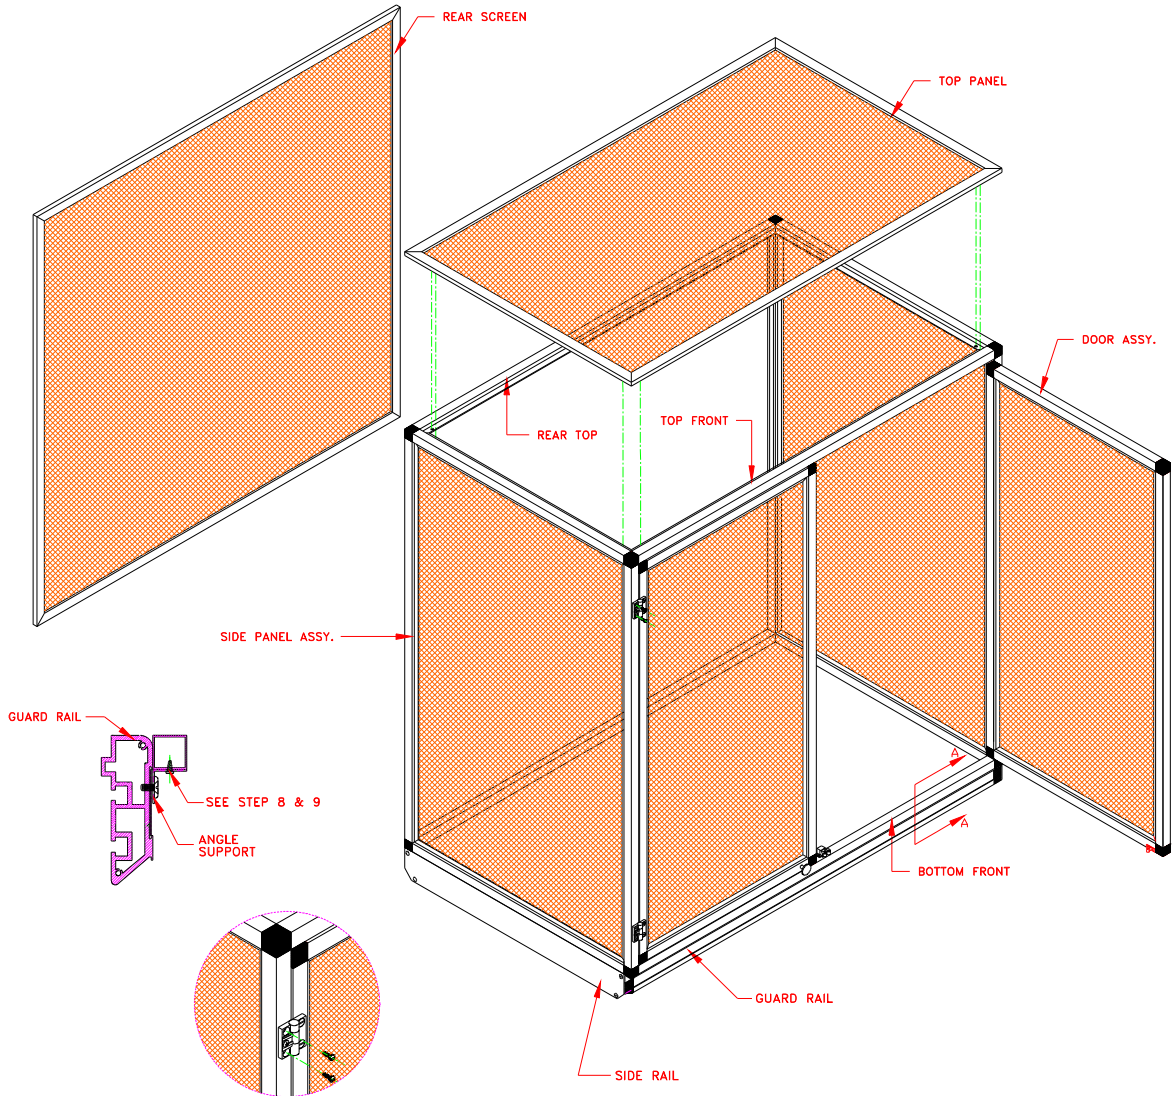 REAR SCREEN
TOP PANEL
DOOR ASSY.
TOP FRONT
REAR TOP
SIDE PANEL ASSY.
GUARD RAIL
A
SEE STEP 8 & 9
A
ANGLE
SUPPORT
BOTTOM FRONT
GUARD RAIL
SIDE RAIL